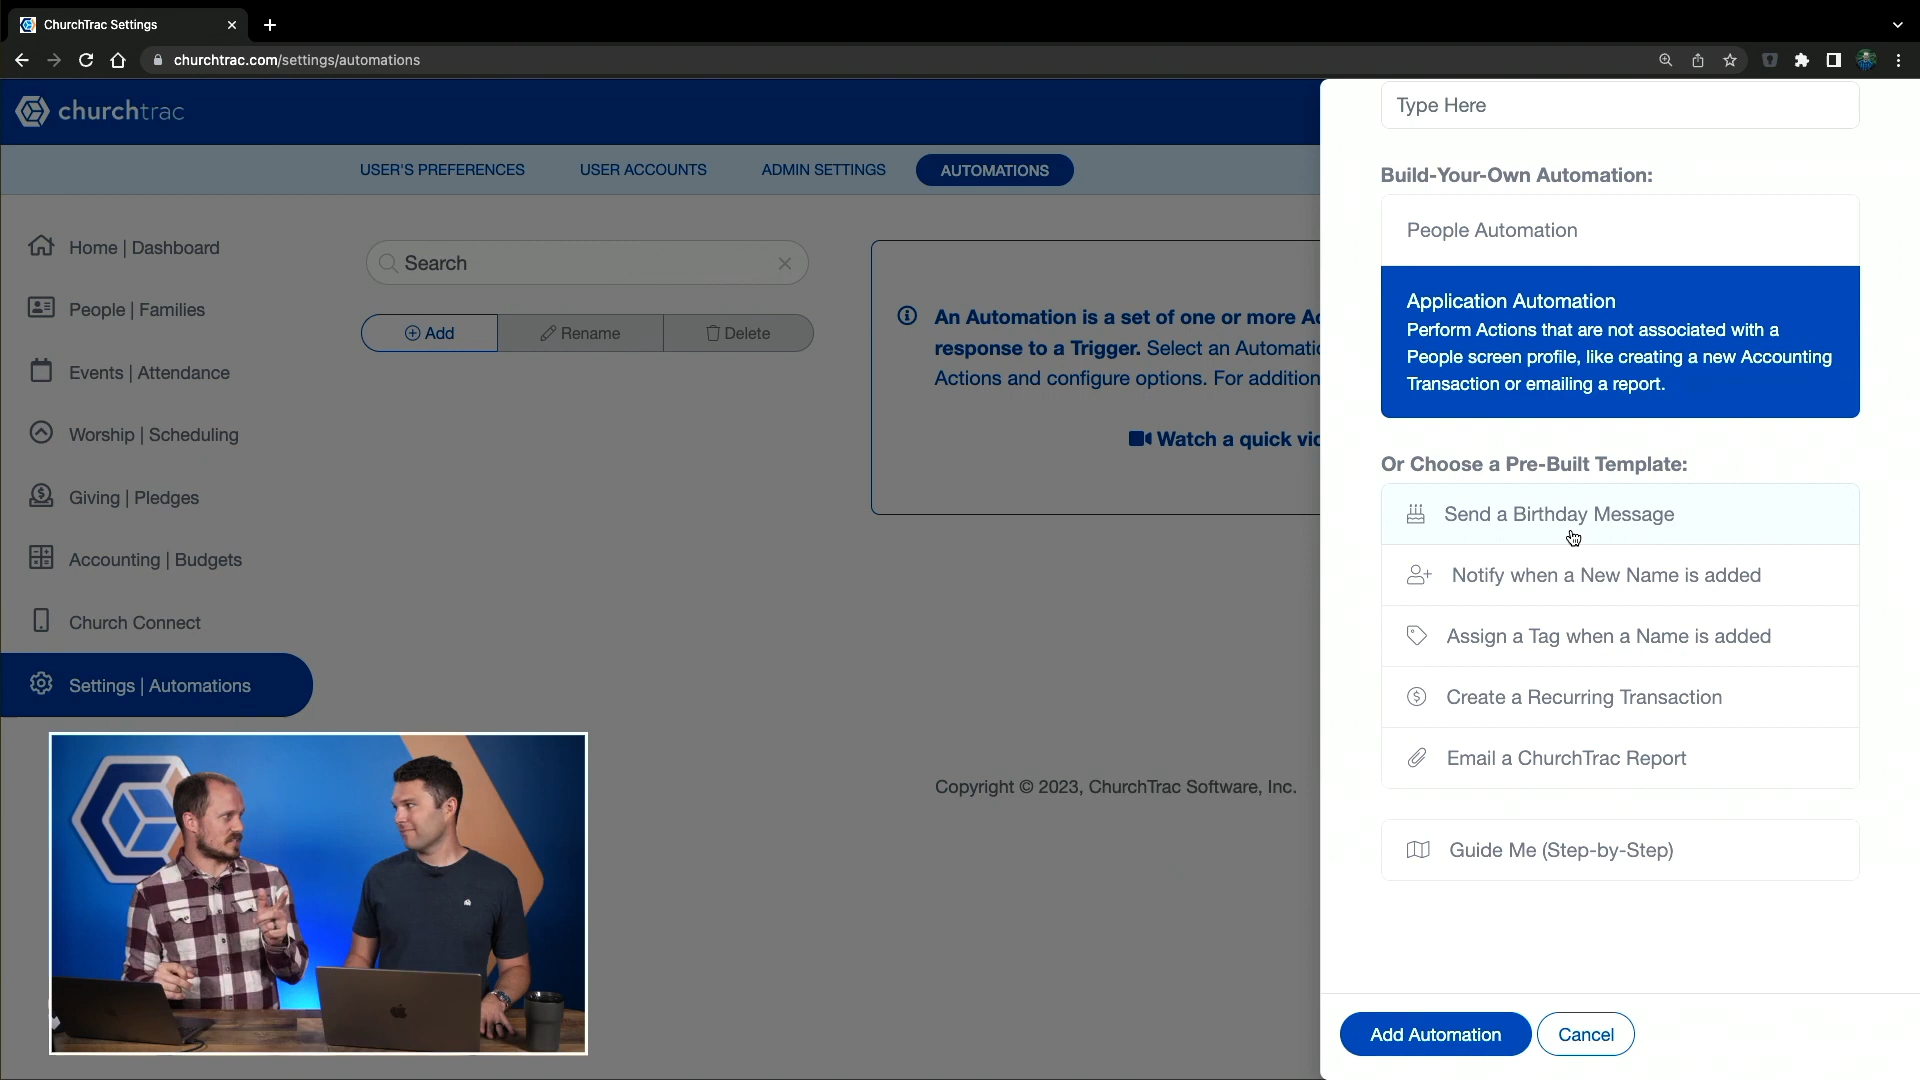 ChurchTrac Settings
churchtrac.com/settings/automations
churchtrac
USER'S PREFERENCES
USER ACCOUNTS
ADMIN SETTINGS
AUTOMATIONS
Home | Dashboard
People | Families
Events | Attendance
Worship | Scheduling
Giving | Pledges
Accounting | Budgets
Church Connect
Settings | Automations
Search
Add
Rename
Delete
An Automation is a set of one or more
response to a Trigger. Select an
Actions and configure options. For
Watch a quick
Copyright © 2023, ChurchTrac Software, Inc.
Type Here
Build-Your-Own Automation:
People Automation
Application Automation
Perform Actions that are not associated with a
People screen profile, like creating a new Accounting
Transaction or emailing a report.
Or Choose a Pre-Built Template:
Send a Birthday Message
Notify when a New Name is added
Assign a Tag when a Name is added
Create a Recurring Transaction
Email a ChurchTrac Report
Guide Me (Step-by-Step)
Add Automation
Cancel